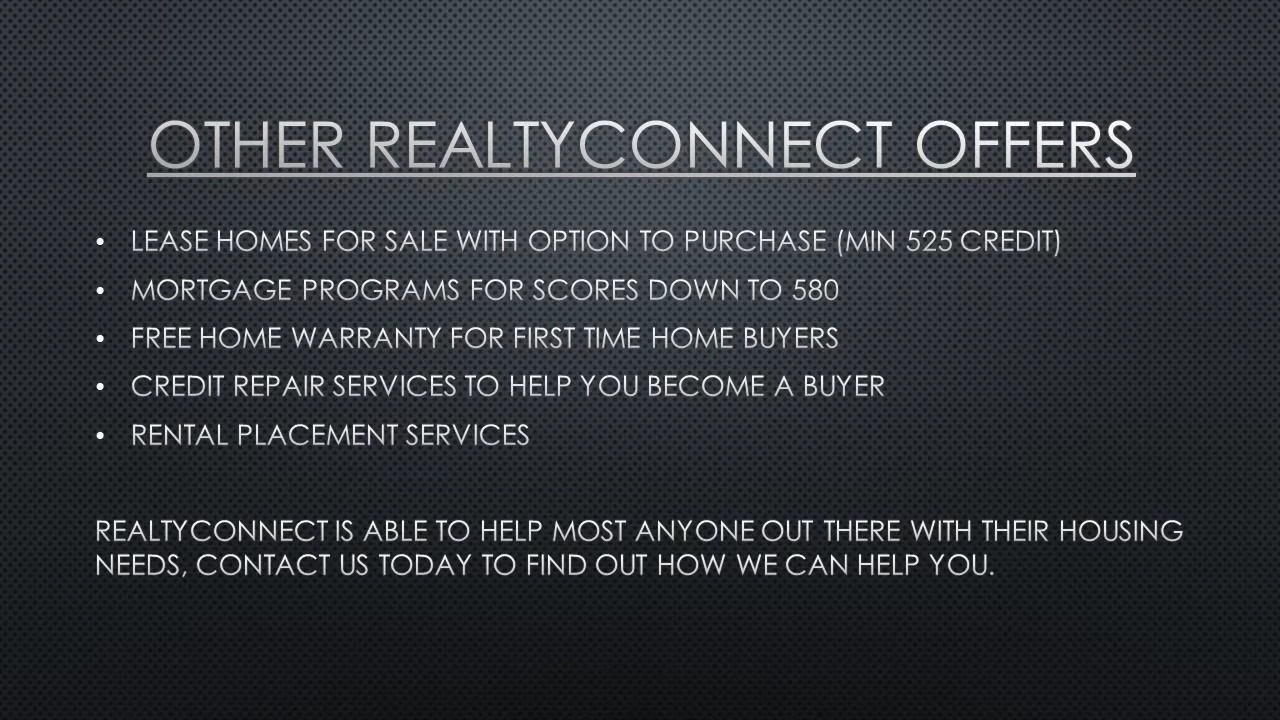 OTHER REALTYCONNECT OFFERS
• LEASE HOMES FOR SALE WITH OPTION TO PURCHASE (MIN 525 CREDIT)
• MORTGAGE PROGRAMS FOR SCORES DOWN TO 580
• FREE HOME WARRANTY FOR FIRST TIME HOME BUYERS
• CREDIT REPAIR SERVICES TO HELP YOU BECOME A BUYER
• RENTAL PLACEMENT SERVICES
REALTYCONNECT IS ABLE TO HELP MOST ANYONE OUT THERE WITH THEIR HOUSING
NEEDS, CONTACT US TODAY TO FIND OUT HOW WE CAN HELP YOU.